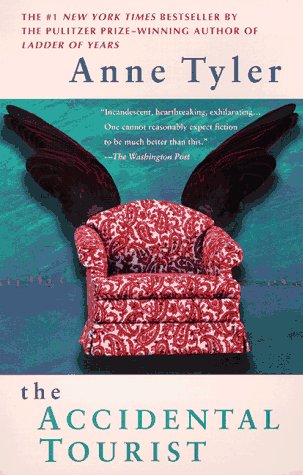 THE #1 NEW YORK TIMES BESTSELLER BY
THE PULITZER PRIZE–WINNING AUTHOR OF
LADDER OF YEARS
Anne Tyler
"Incandescent, heartbreaking, exhilarating...
One cannot reasonably expect fiction
to be much better than this."
—The Washington Post
the
ACCIDENTAL
TOURIST